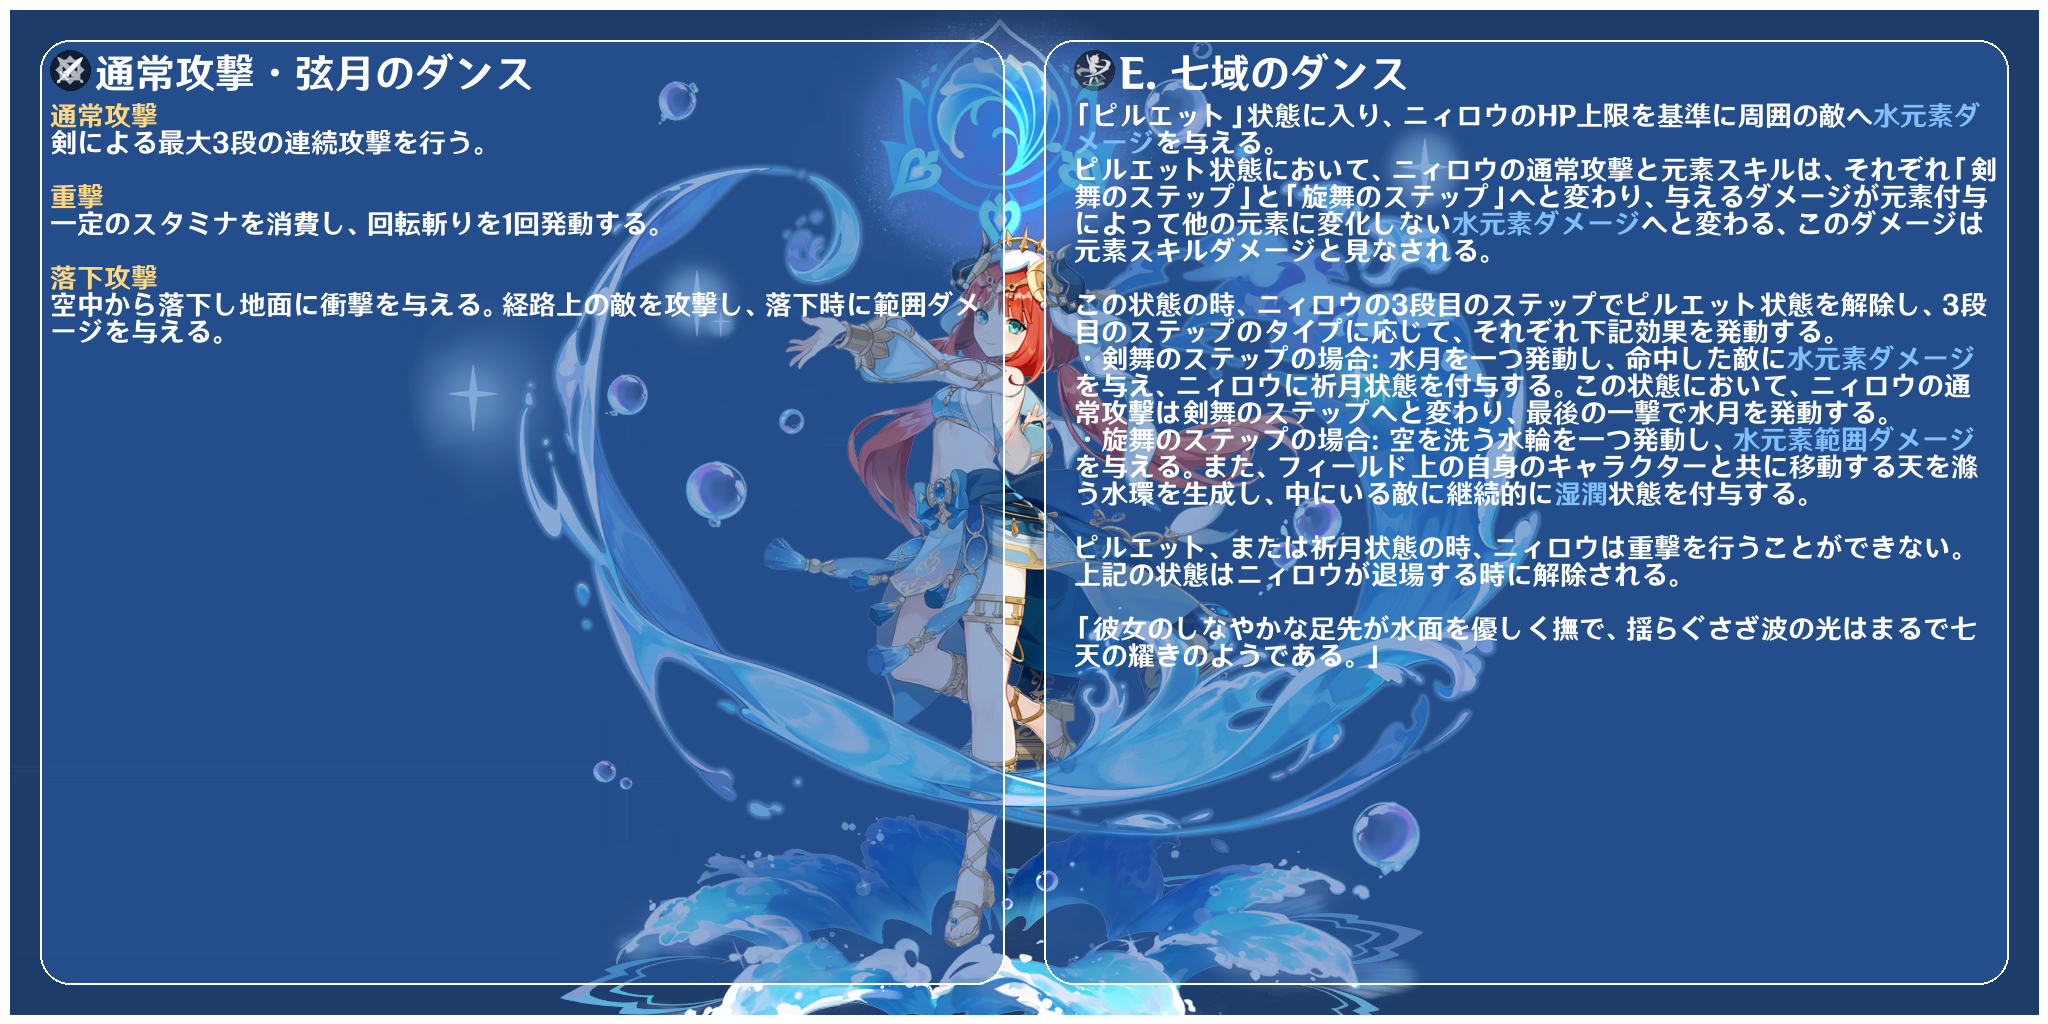 通常攻撃・弦月のダンス
通常攻撃
剣による最大3段の連続攻撃を行う。
重撃
一定のスタミナを消費し、回転斬りを1回発動する。
落下攻撃
空中から落下し地面に衝撃を与える。経路上の敵を攻撃し、落下時に範囲ダメ
ージを与える。
E. 七域のダンス
「ピルエット」状態に入り、ニィロウのHP上限を基準に周囲の敵へ水元素ダ
メージを与える。
ピルエット状態において、ニィロウの通常攻撃と元素スキルは、それぞれ「剣
舞のステップ」と「旋舞のステップ」へと変わり、与えるダメージが元素付与
によって他の元素に変化しない水元素ダメージへと変わる、このダメージは
元素スキルダメージと見なされる。
この状態の時、ニィロウの3段目のステップでピルエット状態を解除し、3段
目のステップのタイプに応じて、それぞれ下記効果を発動する。
・剣舞のステップの場合: 水月を一つ発動し、命中した敵に水元素ダメージ
を与え、ニィロウに祈月状態を付与する。この状態において、ニィロウの通
常攻撃は剣舞のステップへと変わり、最後の一撃で水月を発動する。
・旋舞のステップの場合: 空を洗う水輪を一つ発動し、水元素範囲ダメージ
を与える。また、フィールド上の自身のキャラクターと共に移動する天を滌
う水環を生成し、中にいる敵に継続的に湿潤状態を付与する。
ピルエット、または祈月状態の時、ニィロウは重撃を行うことができない。
上記の状態はニィロウが退場する時に解除される。
「彼女のしなやかな足先が水面を優しく撫で、揺らぐさざ波の光はまるで七
天の耀きのようである。」